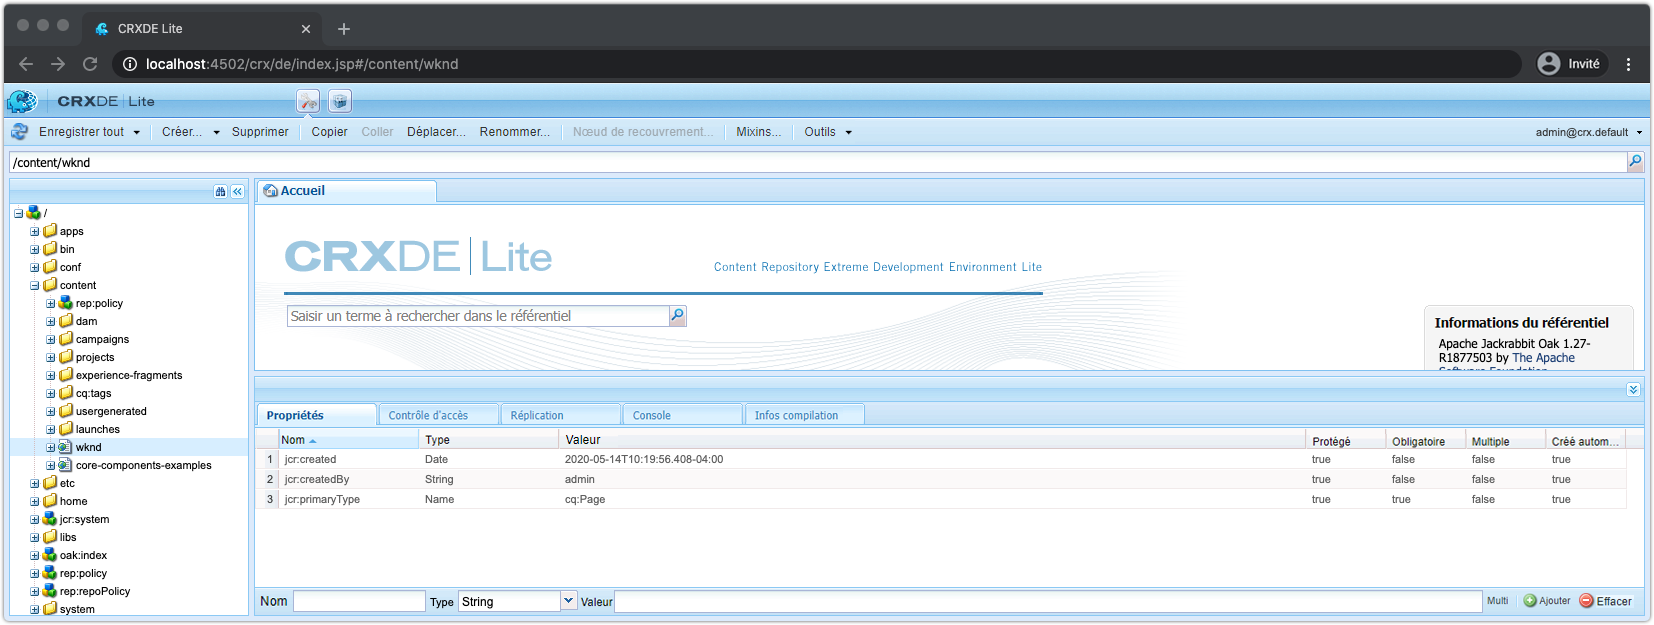 CRXDE Lite
localhost:4502/crx/de/index.jsp#/content/wknd
Invité
CRXDE Lite
Enregistrer tout Créer... Supprimer Copier Coller Déplacer... Renommer... Nœud de recouvrement... Mixins... Outils admin@crx.default
/content/wknd
/
apps
bin
conf
content
rep:policy
dam
campaigns
projects
experience-fragments
cq:tags
usergenerated
launches
wknd
core-components-examples
etc
home
jcr:system
libs
oak:index
rep:policy
rep:repoPolicy
system
Accueil
CRXDE Lite
Content Repository Extreme Development Environment Lite
Saisir un terme à rechercher dans le référentiel
Informations du référentiel
Apache Jackrabbit Oak 1.27-
R1877503 by The Apache
Software Foundation
Propriétés Contrôle d'accès Réplication Console Infos compilation
Nom Type Valeur Protégé Obligatoire Multiple Créé autom...
1 jcr:created Date 2020-05-14T10:19:56.408-04:00 true false false true
2 jcr:createdBy String admin true false false true
3 jcr:primaryType Name cq:Page true true false true
Nom Type String Valeur Multi Ajouter Effacer